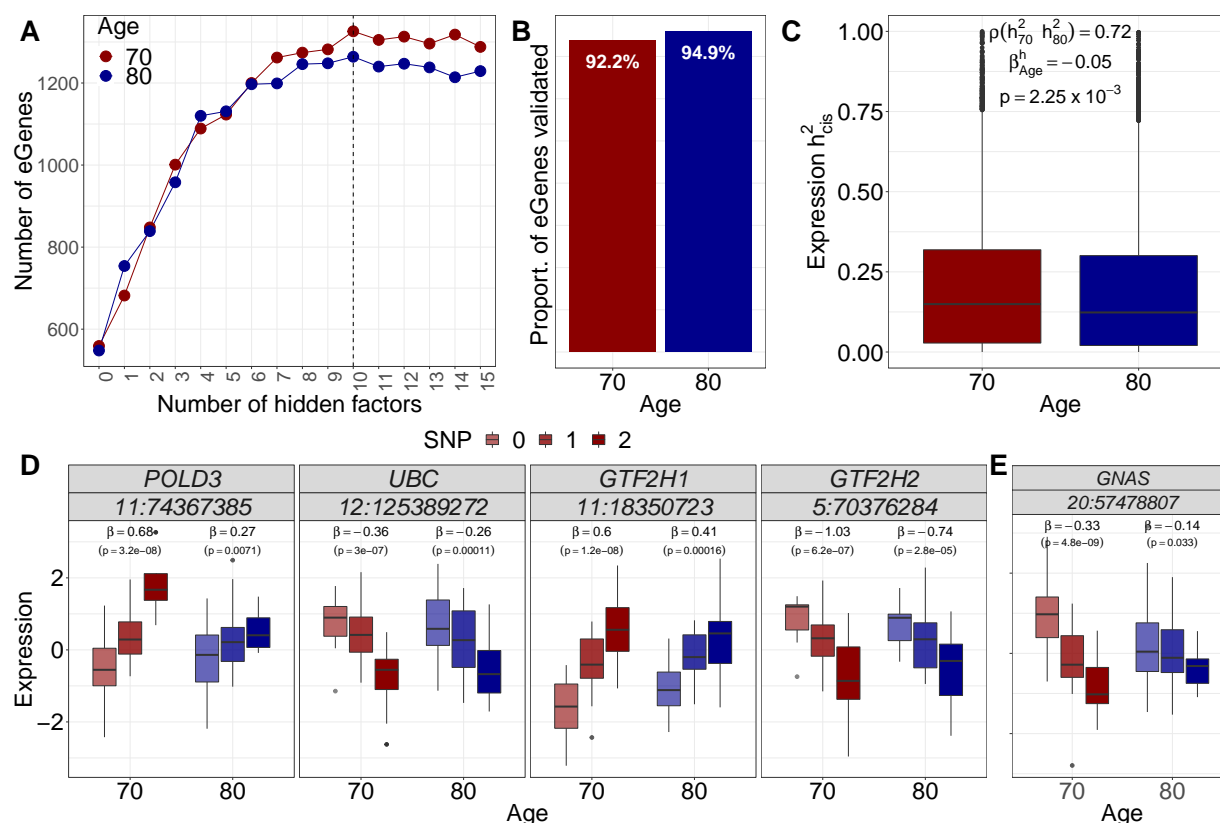 A
Age
70
80
Number of eGenes
1200
1000
800
600
0 1 2 3 4 5 6 7 8 9 10 11 12 13 14 15
Number of hidden factors
B
Proport. of eGenes validated
92.2% 94.9%
70 80
Age
C
ρ(h²₇₀ h²₈₀) = 0.72
βʰ_Age = −0.05
p = 2.25 x 10⁻³
Expression h²_cis
1.00
0.75
0.50
0.25
0.00
70 80
Age
SNP 0 1 2
D
POLD3 UBC GTF2H1 GTF2H2
11:74367385 12:125389272 11:18350723 5:70376284
β = 0.68 β = 0.27 β = −0.36 β = −0.26 β = 0.6 β = 0.41 β = −1.03 β = −0.74
(p = 3.2e−08) (p = 0.0071) (p = 3e−07) (p = 0.00011) (p = 1.2e−08) (p = 0.00016) (p = 6.2e−07) (p = 2.8e−05)
Expression
2
0
−2
70 80 70 80 70 80 70 80
Age
E
GNAS
20:57478807
β = −0.33 β = −0.14
(p = 4.8e−09) (p = 0.033)
70 80